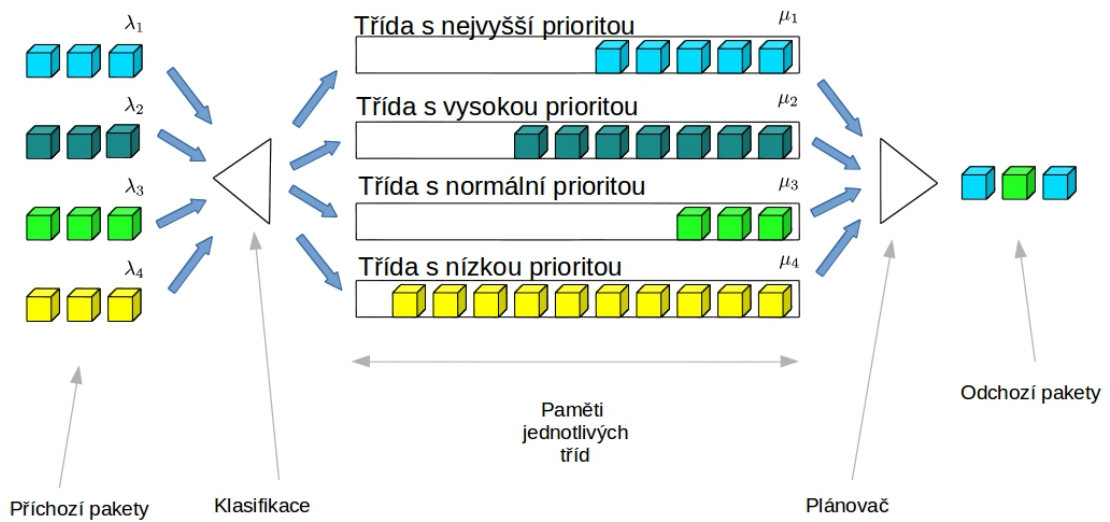 λ₁
Třída s nejvyšší prioritou
μ₁
λ₂
Třída s vysokou prioritou
μ₂
λ₃
Třída s normální prioritou
μ₃
λ₄
Třída s nízkou prioritou
μ₄
Paměti
jednotlivých
tříd
Odchozí pakety
Příchozí pakety
Klasifikace
Plánovač